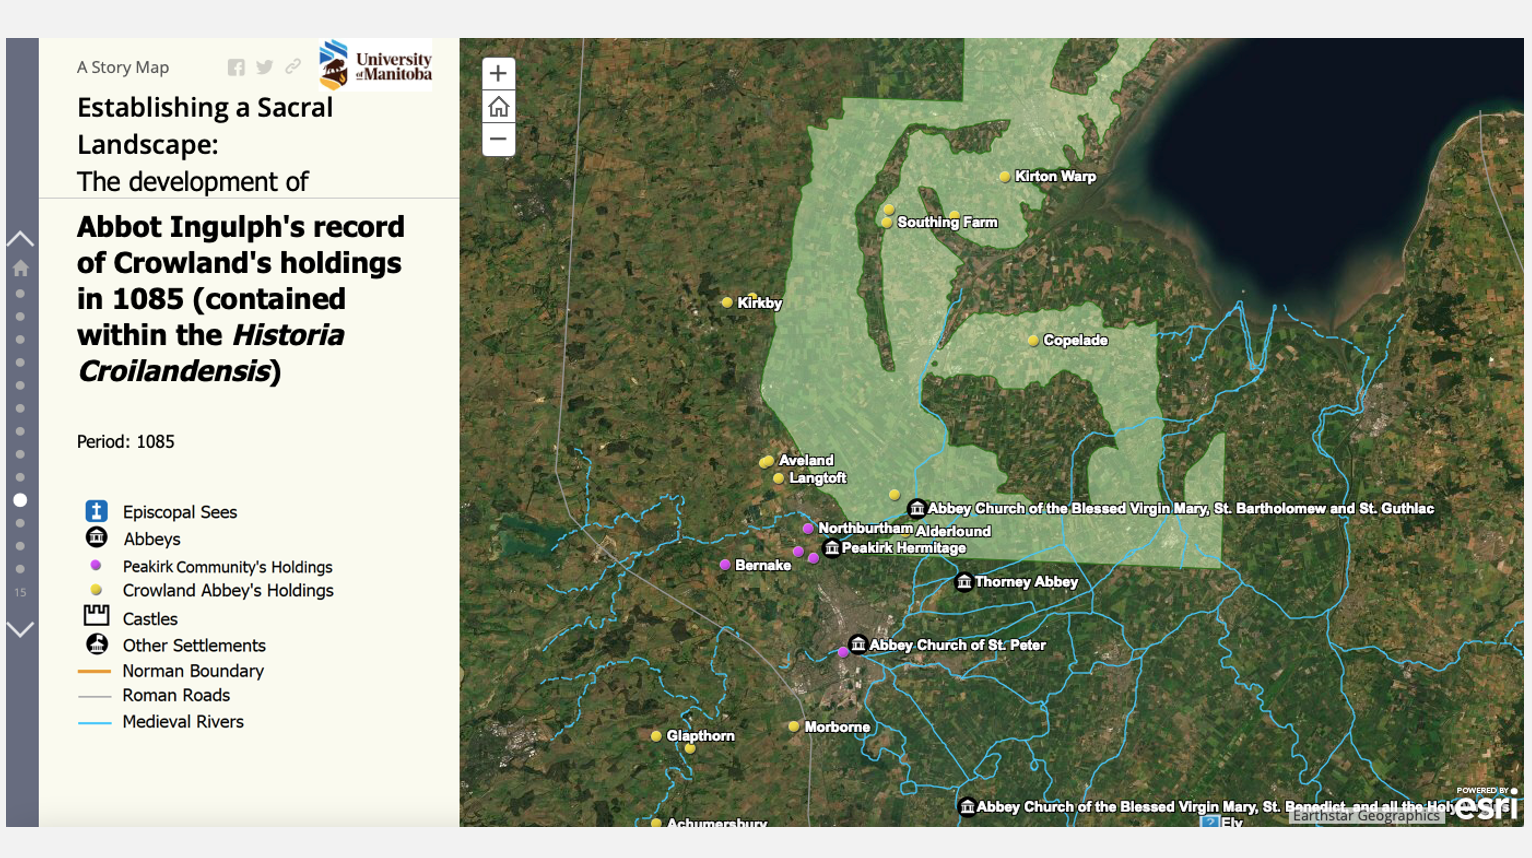 A Story Map
University
of Manitoba
Establishing a Sacral
Landscape:
The development of
Abbot Ingulph's record
of Crowland's holdings
in 1085 (contained
within the Historia
Croilandensis)
Period: 1085
Episcopal Sees
Abbeys
Peakirk Community's Holdings
Crowland Abbey's Holdings
Castles
Other Settlements
Norman Boundary
Roman Roads
Medieval Rivers
15
+
−
Kirton Warp
Southing Farm
Kirkby
Copelade
Aveland
Langtoft
Abbey Church of the Blessed Virgin Mary, St. Bartholomew and St. Guthlac
Northburtham
Alderlound
Peakirk Hermitage
Bernake
Thorney Abbey
Abbey Church of St. Peter
Morborne
Glapthorn
Abbey Church of the Blessed Virgin Mary, St. Benedict, and all the Holy
Achumersbury
?
Ely
POWERED BY
esri
Earthstar Geographics